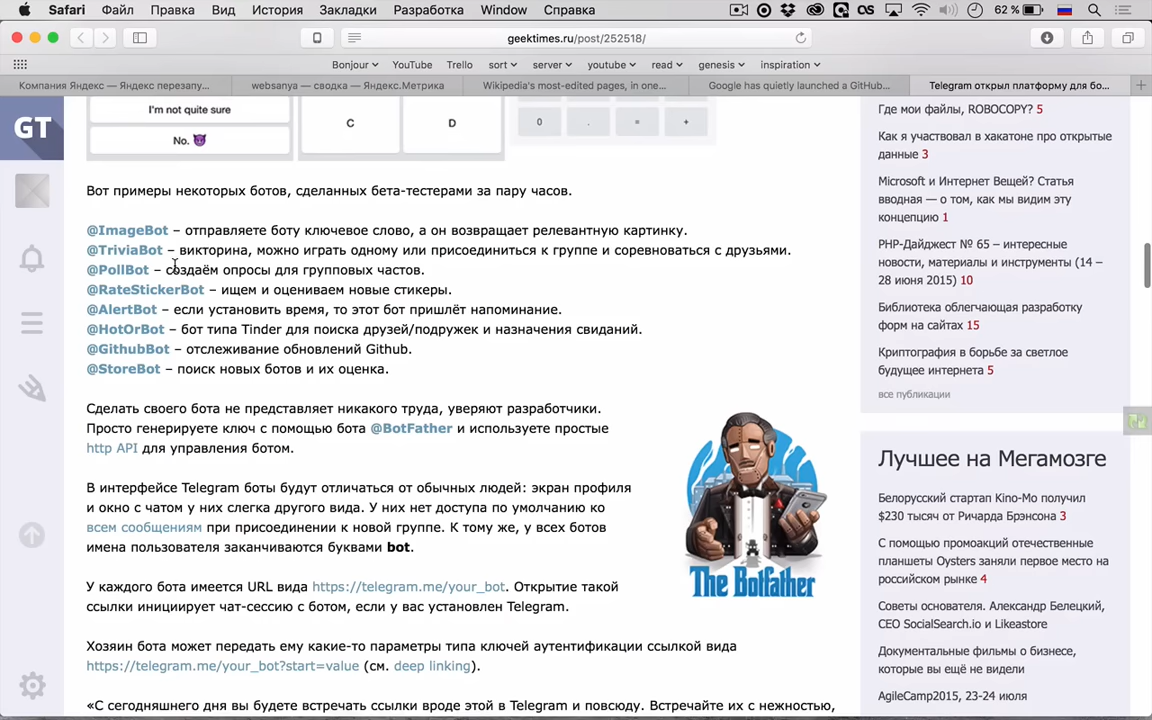 Safari Файл Правка Вид История Закладки Разработка Window Справка 62 %
geektimes.ru/post/252518/
Bonjour YouTube Trello sort server youtube read genesis inspiration
Компания Яндекс — Яндекс перезапу... websanya — сводка — Яндекс.Метрика Wikipedia's most-edited pages, in one... Google has quietly launched a GitHub... Telegram открыл платформу для бо...
GT
I'm not quite sure
No.
C D
0 . = +
Вот примеры некоторых ботов, сделанных бета-тестерами за пару часов.
@ImageBot – отправляете боту ключевое слово, а он возвращает релевантную картинку.
@TriviaBot – викторина, можно играть одному или присоединиться к группе и соревноваться с друзьями.
@PollBot – создаём опросы для групповых частов.
@RateStickerBot – ищем и оцениваем новые стикеры.
@AlertBot – если установить время, то этот бот пришлёт напоминание.
@HotOrBot – бот типа Tinder для поиска друзей/подружек и назначения свиданий.
@GithubBot – отслеживание обновлений Github.
@StoreBot – поиск новых ботов и их оценка.
Сделать своего бота не представляет никакого труда, уверяют разработчики.
Просто генерируете ключ с помощью бота @BotFather и используете простые
http API для управления ботом.
В интерфейсе Telegram боты будут отличаться от обычных людей: экран профиля
и окно с чатом у них слегка другого вида. У них нет доступа по умолчанию ко
всем сообщениям при присоединении к новой группе. К тому же, у всех ботов
имена пользователя заканчиваются буквами bot.
The Botfather
У каждого бота имеется URL вида https://telegram.me/your_bot. Открытие такой
ссылки инициирует чат-сессию с ботом, если у вас установлен Telegram.
Хозяин бота может передать ему какие-то параметры типа ключей аутентификации ссылкой вида
https://telegram.me/your_bot?start=value (см. deep linking).
«С сегодняшнего дня вы будете встречать ссылки вроде этой в Telegram и повсюду. Встречайте их с нежностью,
Где мои файлы, ROBOCOPY? 5
Как я участвовал в хакатоне про открытые
данные 3
Microsoft и Интернет Вещей? Статья
вводная — о том, как мы видим эту
концепцию 1
PHP-Дайджест № 65 – интересные
новости, материалы и инструменты (14 –
28 июня 2015) 10
Библиотека облегчающая разработку
форм на сайтах 15
Криптография в борьбе за светлое
будущее интернета 5
все публикации
Лучшее на Мегамозге
Белорусский стартап Kino-Mo получил
$230 тысяч от Ричарда Брэнсона 3
С помощью промоакций отечественные
планшеты Oysters заняли первое место на
российском рынке 4
Советы основателя. Александр Белецкий,
CEO SocialSearch.io и Likeastore
Документальные фильмы о бизнесе,
которые вы ещё не видели
AgileCamp2015, 23-24 июля